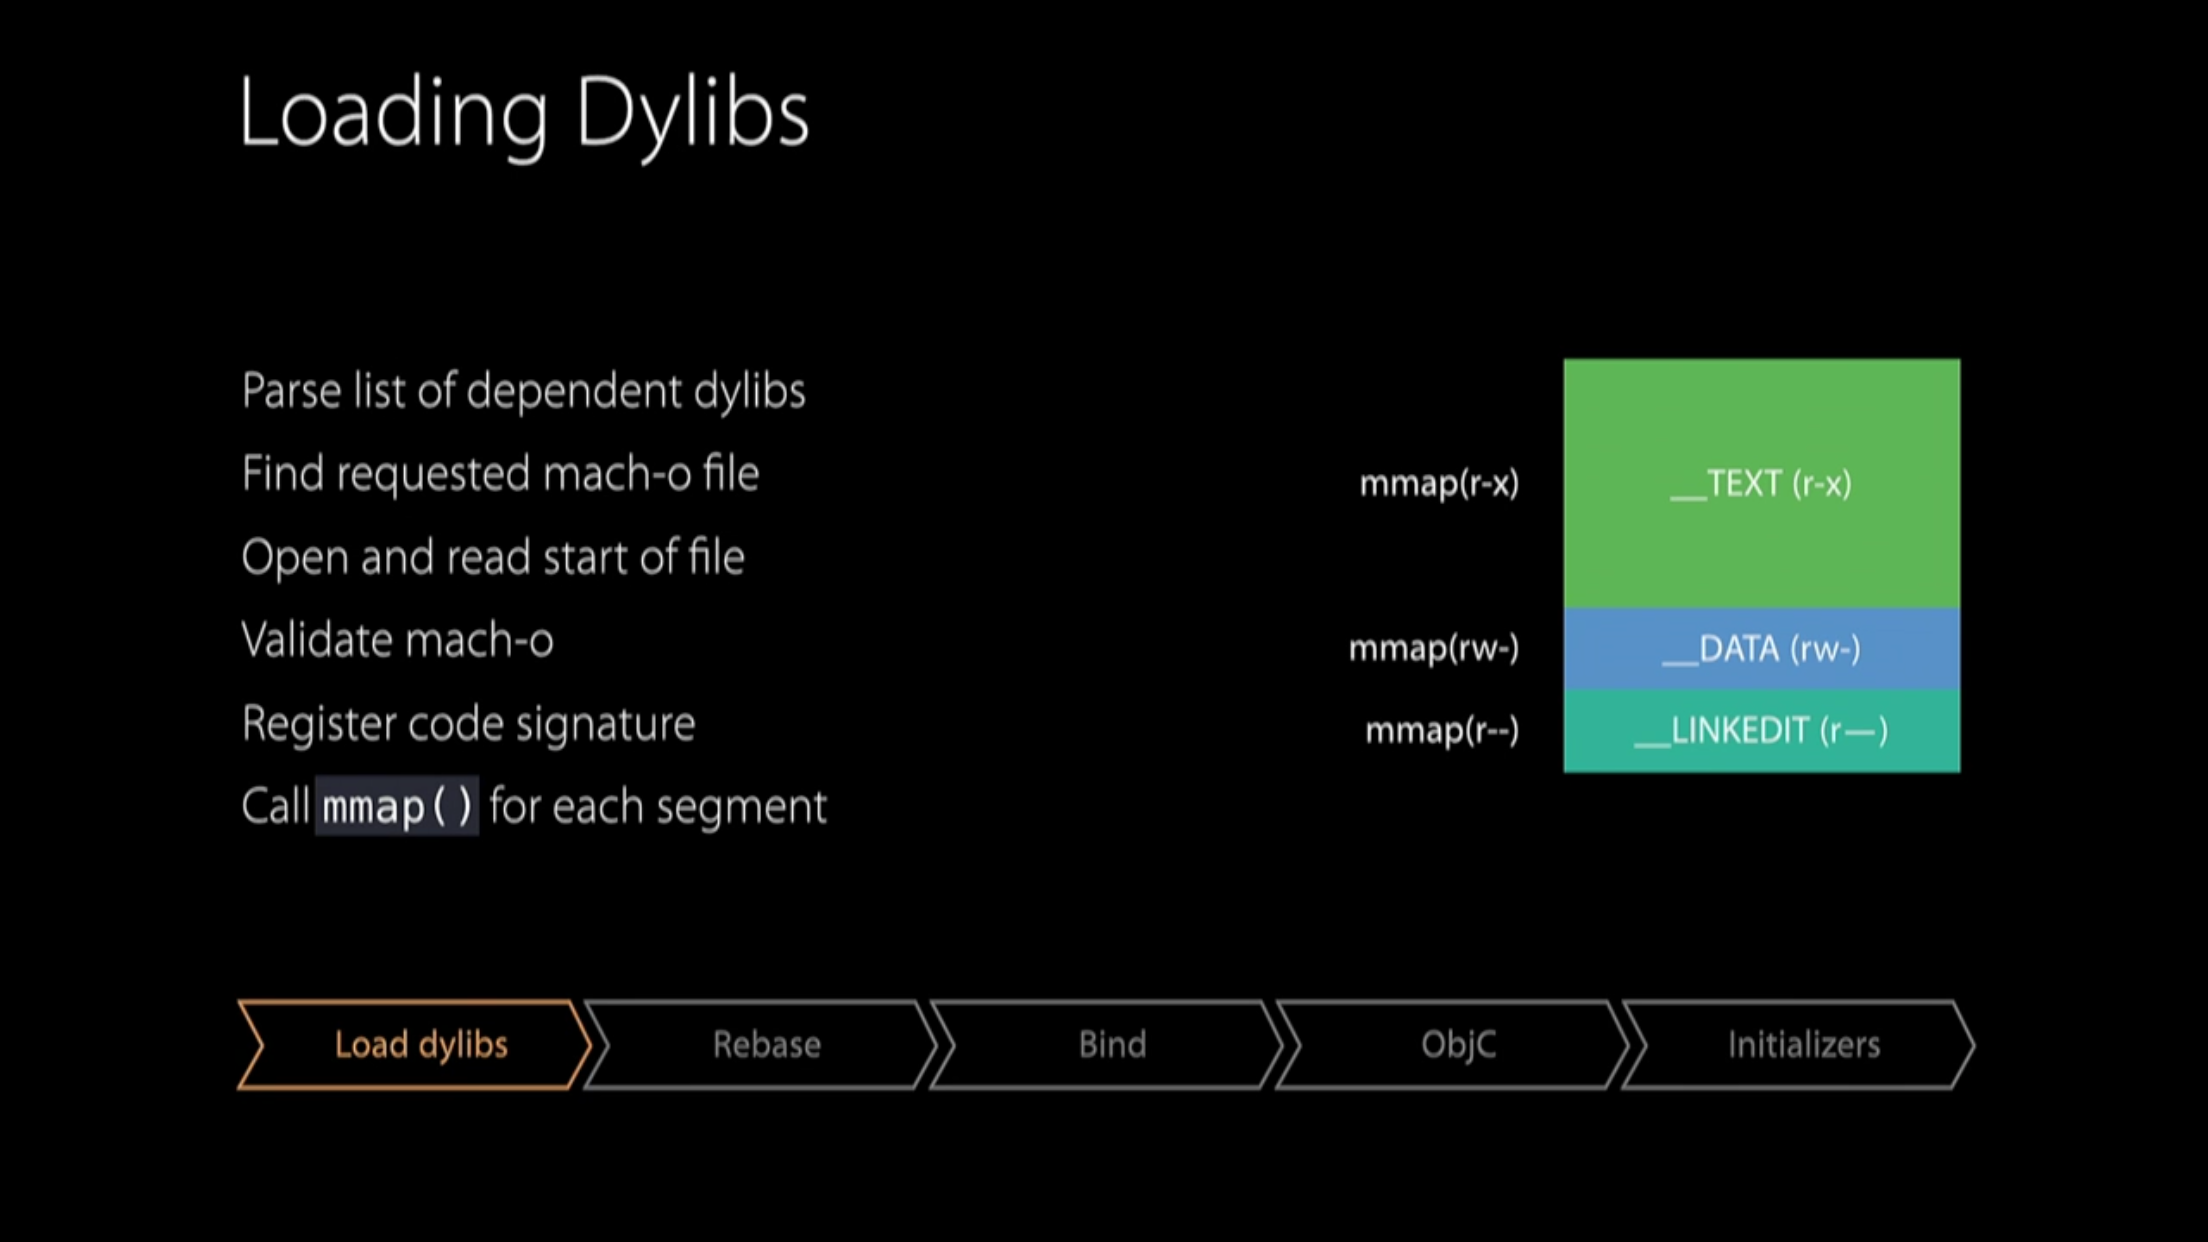 Loading Dylibs
Parse list of dependent dylibs
Find requested mach-o file
Open and read start of file
Validate mach-o
Register code signature
Call mmap() for each segment
mmap(r-x)
__TEXT (r-x)
mmap(rw-)
__DATA (rw-)
mmap(r--)
__LINKEDIT (r—)
Load dylibs
Rebase
Bind
ObjC
Initializers